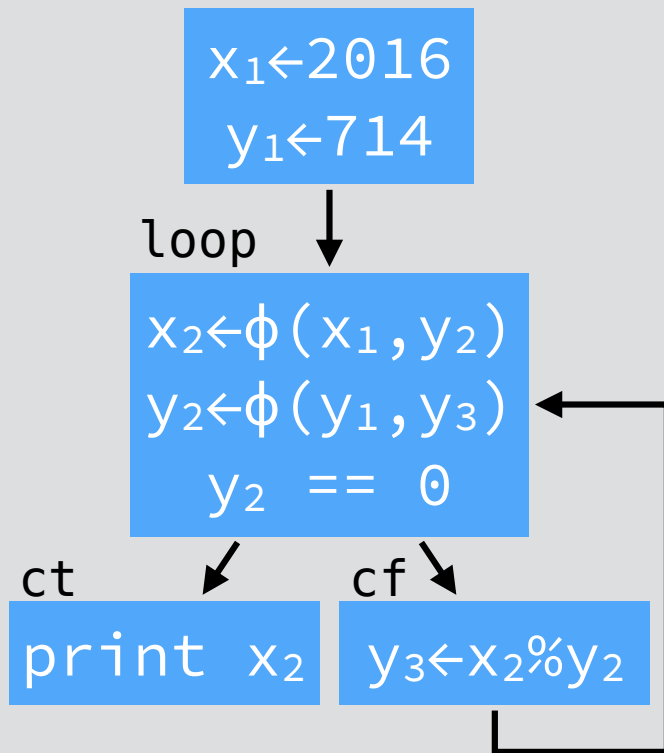 x₁←2016
y₁←714
loop
x₂←ϕ(x₁,y₂)
y₂←ϕ(y₁,y₃)
y₂ == 0
ct
cf
print x₂
y₃←x₂%y₂